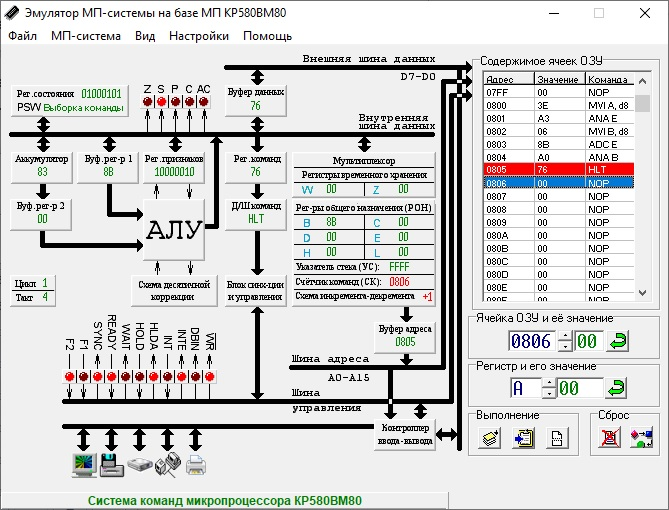 Эмулятор МП-системы на базе МП КР580ВМ80
Файл МП-система Вид Настройки Помощь
Внешняя шина данных
D7-D0
Рег.состояния 01000101
PSW Выборка команды
Z S P C AC
Буфер данных
76
Внутренняя
шина данных
Аккумулятор
83
Буф.рег-р 1
8B
Рег.признаков
10000010
Рег.команд
76
Буф.рег-р 2
00
АЛУ
Д/Шкоманд
HLT
Мультиплексор
Регистры временного хранения
W 00 Z 00
Рег-ры общего назначения (РОН)
B 8B C 00
D 00 E 00
H 00 L 00
Указатель стека (УС): FFFF
Счётчик команд (СК): 0806
Схема инкремента-декремента +1
Цикл 1
Такт 4
Схема десятичной
коррекции
Блок синх-ции
и управления
Буфер адреса
0805
F2 F1 SYNC READY WAIT HOLD HLDA INT INTE DBIN WR
Шина адреса
A0-A15
Шина
управления
Контроллер
ввода-вывода
Система команд микропроцессора КР580ВМ80
Содержимое ячеек ОЗУ
Адрес Значение Команда
07FF 00 NOP
0800 3E MVI A, d8
0801 A3 ANA E
0802 06 MVI B, d8
0803 8B ADC E
0804 A0 ANA B
0805 76 HLT
0806 00 NOP
0807 00 NOP
0808 00 NOP
0809 00 NOP
080A 00 NOP
080B 00 NOP
080C 00 NOP
080D 00 NOP
080E 00 NOP
080F 00 NOP
Ячейка ОЗУ и её значение
0806 00
Регистр и его значение
A 00
Выполнение
Сброс